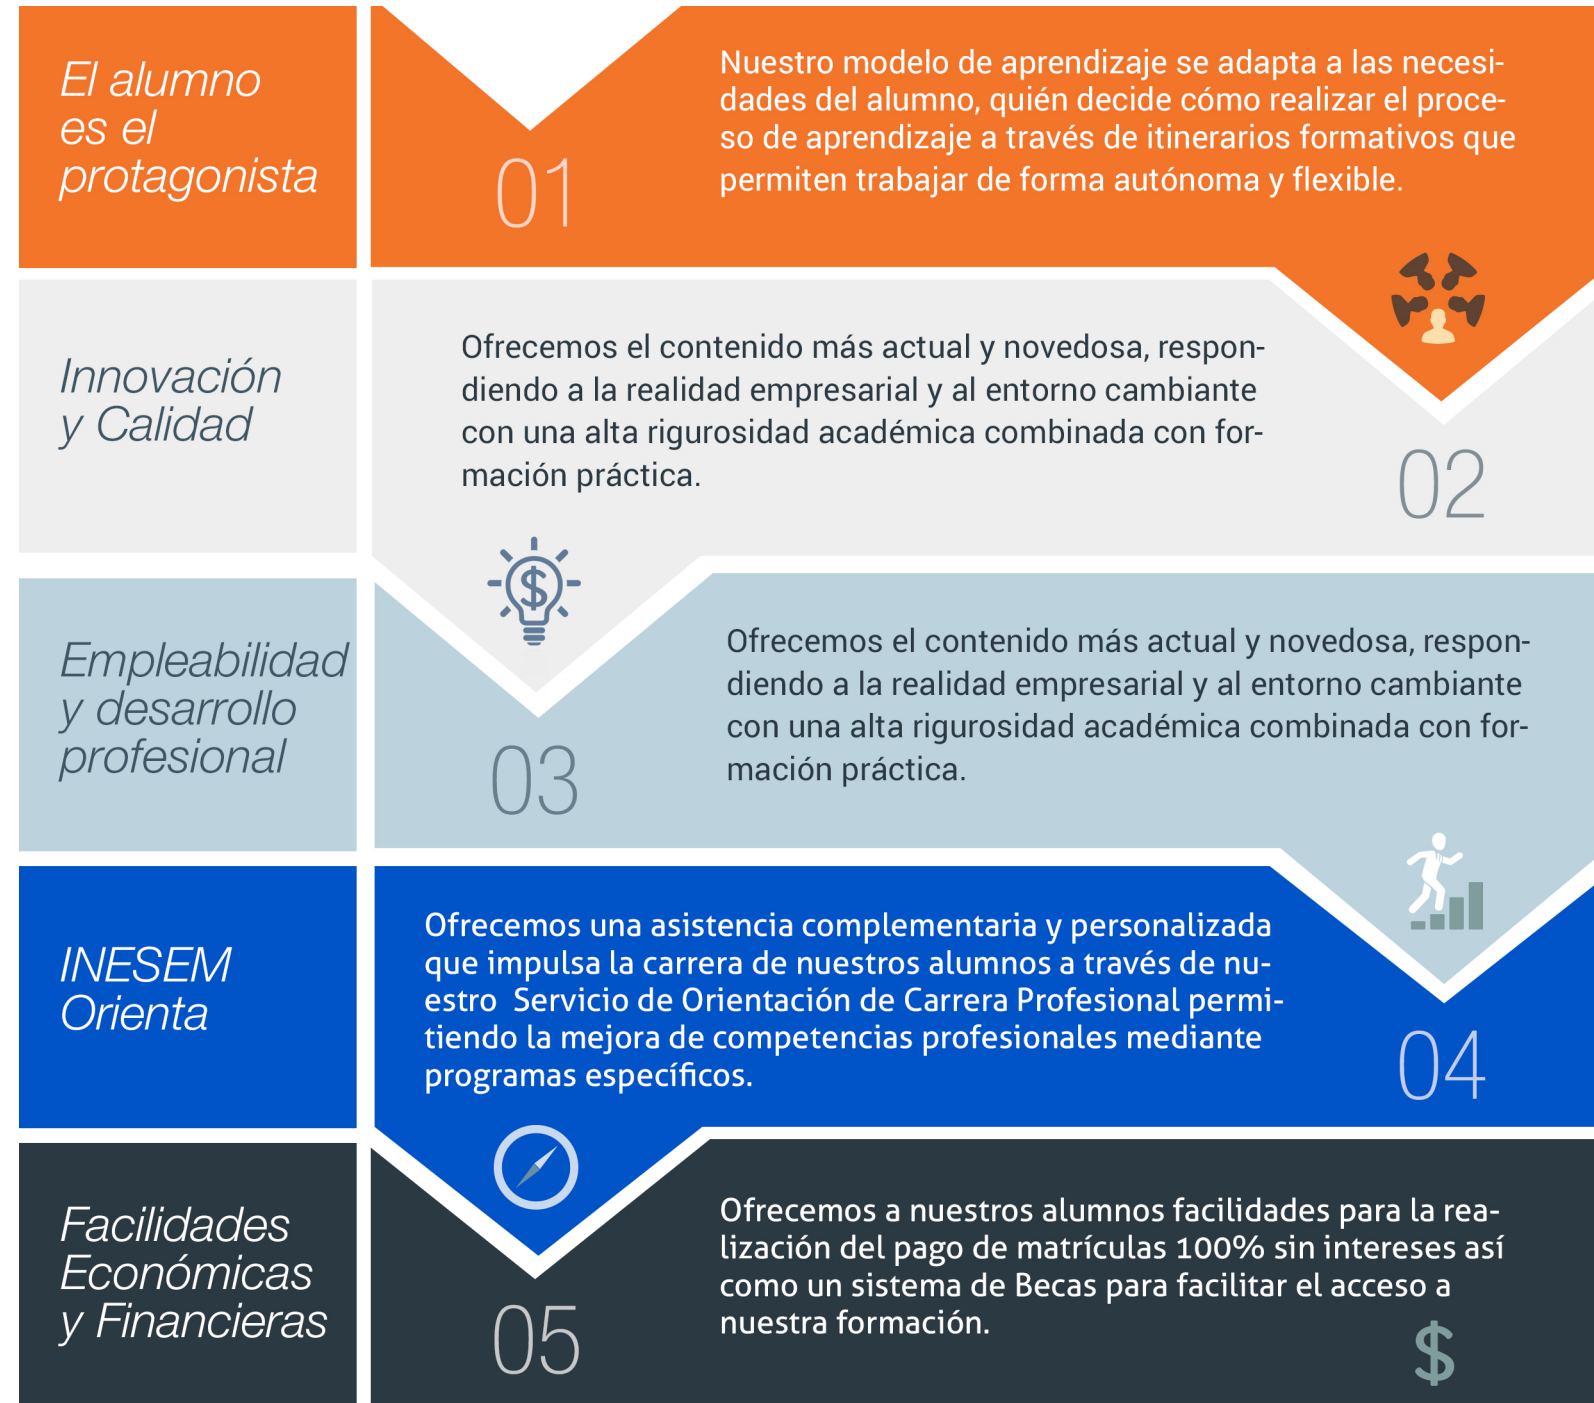 El alumno
es el
protagonista
01
Nuestro modelo de aprendizaje se adapta a las necesi-
dades del alumno, quién decide cómo realizar el proce-
so de aprendizaje a través de itinerarios formativos que
permiten trabajar de forma autónoma y flexible.
Innovación
y Calidad
Ofrecemos el contenido más actual y novedosa, respon-
diendo a la realidad empresarial y al entorno cambiante
con una alta rigurosidad académica combinada con for-
mación práctica.
02
Empleabilidad
y desarrollo
profesional
03
Ofrecemos el contenido más actual y novedosa, respon-
diendo a la realidad empresarial y al entorno cambiante
con una alta rigurosidad académica combinada con for-
mación práctica.
INESEM
Orienta
Ofrecemos una asistencia complementaria y personalizada
que impulsa la carrera de nuestros alumnos a través de nu-
estro  Servicio de Orientación de Carrera Profesional permi-
tiendo la mejora de competencias profesionales mediante
programas específicos.
04
Facilidades
Económicas
y Financieras
05
Ofrecemos a nuestros alumnos facilidades para la rea-
lización del pago de matrículas 100% sin intereses así
como un sistema de Becas para facilitar el acceso a
nuestra formación.
$